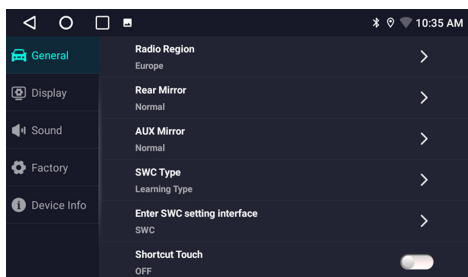 10:35 AM
General
Display
Sound
Factory
Device Info
Radio Region
Europe
Rear Mirror
Normal
AUX Mirror
Normal
SWC Type
Learning Type
Enter SWC setting interface
SWC
Shortcut Touch
OFF